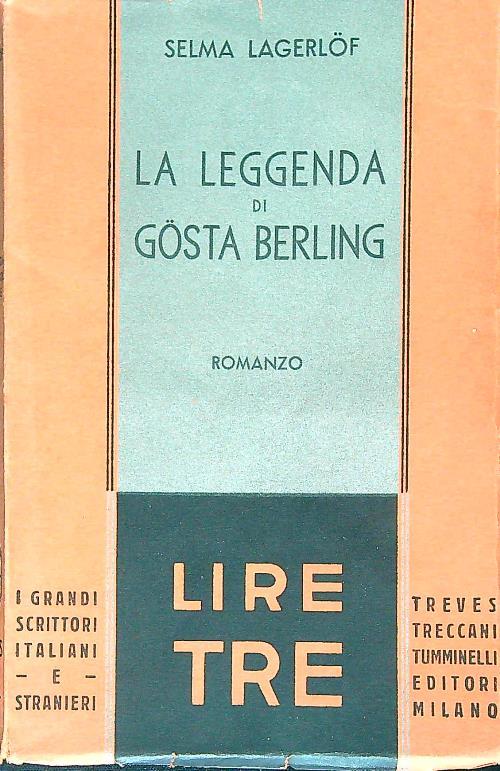 SELMA LAGERLÖF
LA LEGGENDA
DI
GÖSTA BERLING
ROMANZO
LIRE
TRE
I GRANDI
SCRITTORI
ITALIANI
– E –
STRANIERI
TREVES
TRECCANI
TUMMINELLI
EDITORI
MILANO